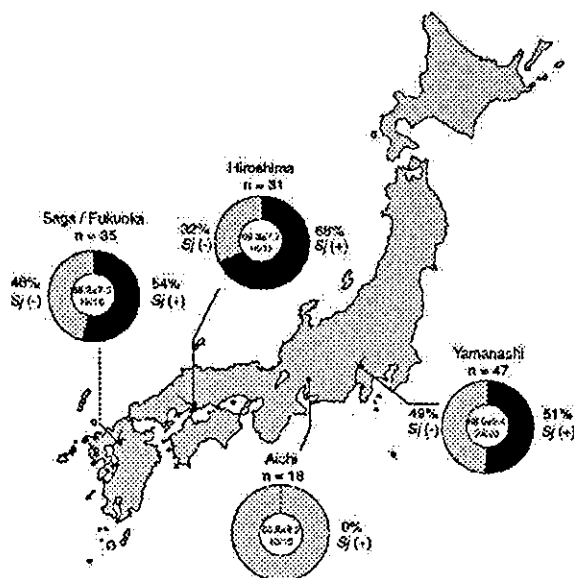 Hiroshima
n = 31
32%
Sj (-)
68%
Sj (+)
Saga / Fukuoka
n = 35
46%
Sj (-)
54%
Sj (+)
Yamanashi
n = 47
49%
Sj (-)
51%
Sj (+)
Aichi
n = 18
0%
Sj (+)